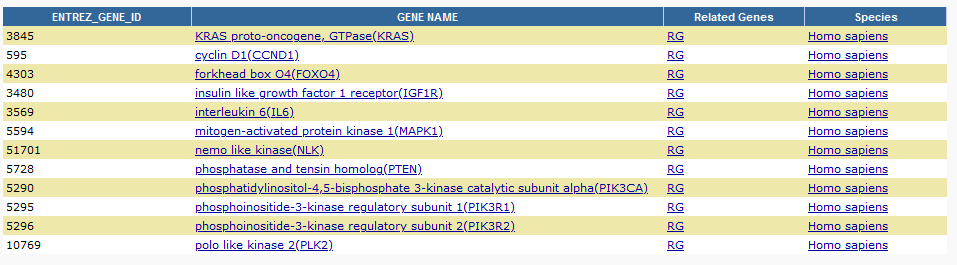 ENTREZ_GENE_ID GENE NAME Related Genes Species
3845 KRAS proto-oncogene, GTPase(KRAS) RG Homo sapiens
595 cyclin D1(CCND1) RG Homo sapiens
4303 forkhead box O4(FOXO4) RG Homo sapiens
3480 insulin like growth factor 1 receptor(IGF1R) RG Homo sapiens
3569 interleukin 6(IL6) RG Homo sapiens
5594 mitogen-activated protein kinase 1(MAPK1) RG Homo sapiens
51701 nemo like kinase(NLK) RG Homo sapiens
5728 phosphatase and tensin homolog(PTEN) RG Homo sapiens
5290 phosphatidylinositol-4,5-bisphosphate 3-kinase catalytic subunit alpha(PIK3CA) RG Homo sapiens
5295 phosphoinositide-3-kinase regulatory subunit 1(PIK3R1) RG Homo sapiens
5296 phosphoinositide-3-kinase regulatory subunit 2(PIK3R2) RG Homo sapiens
10769 polo like kinase 2(PLK2) RG Homo sapiens